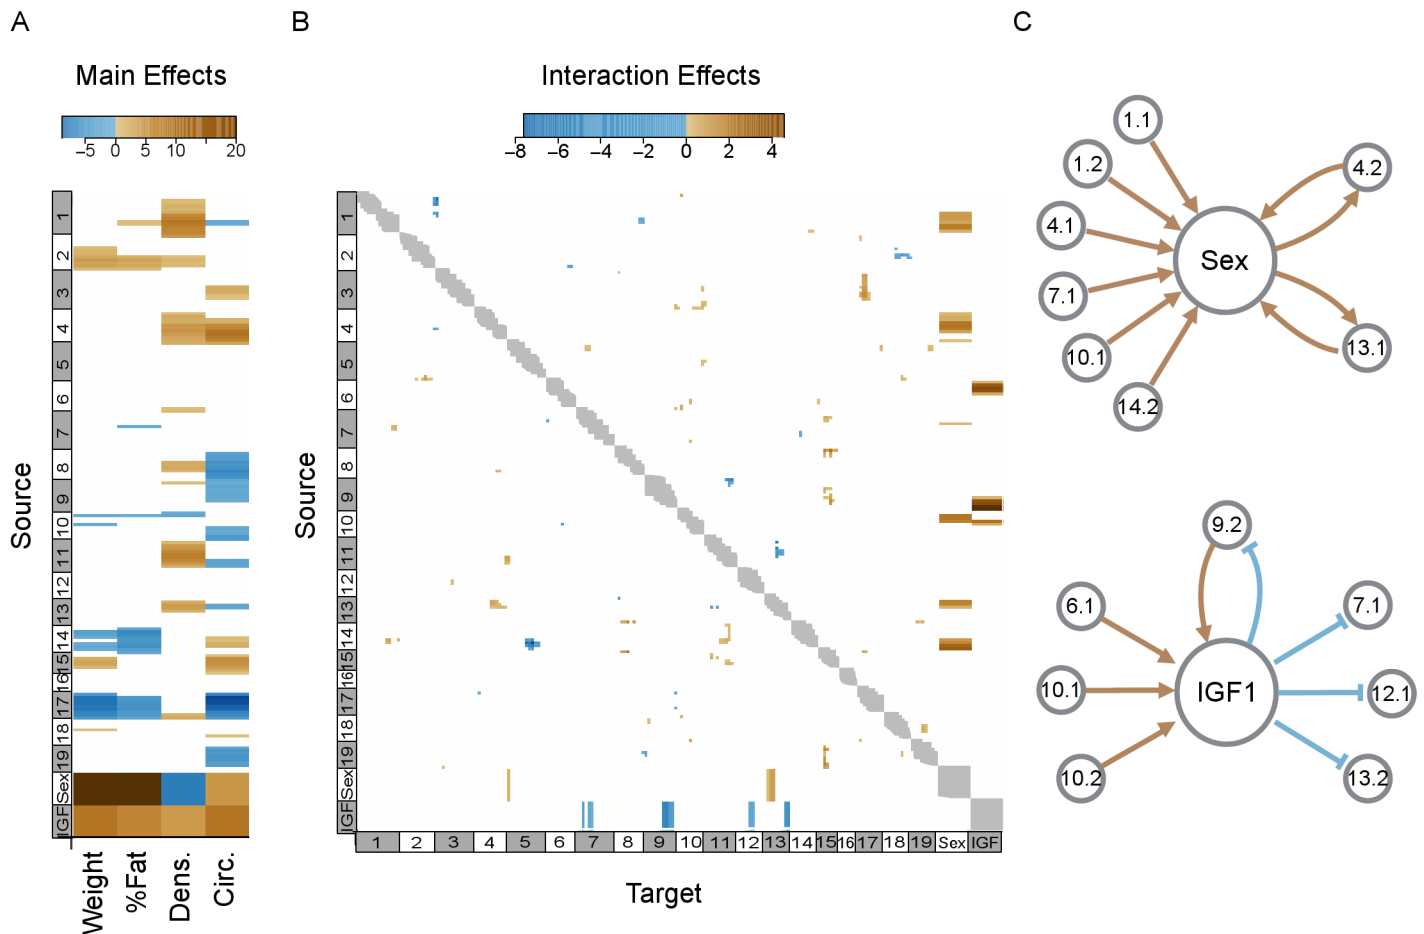 A
B
C
Main Effects
−5 0 5 10 20
Interaction Effects
−8 −6 −4 −2 0 2 4
Source
1
2
3
4
5
6
7
8
9
10
11
12
13
14
15
16
17
18
19
Sex
IGF
Weight
%Fat
Dens.
Circ.
Source
1
2
3
4
5
6
7
8
9
10
11
12
13
14
15
16
17
18
19
Sex
IGF
1 2 3 4 5 6 7 8 9 10 11 12 13 14 15 16 17 18 19 Sex IGF
Target
1.1
1.2
4.1
7.1
10.1
14.2
Sex
4.2
13.1
9.2
6.1
10.1
10.2
IGF1
7.1
12.1
13.2